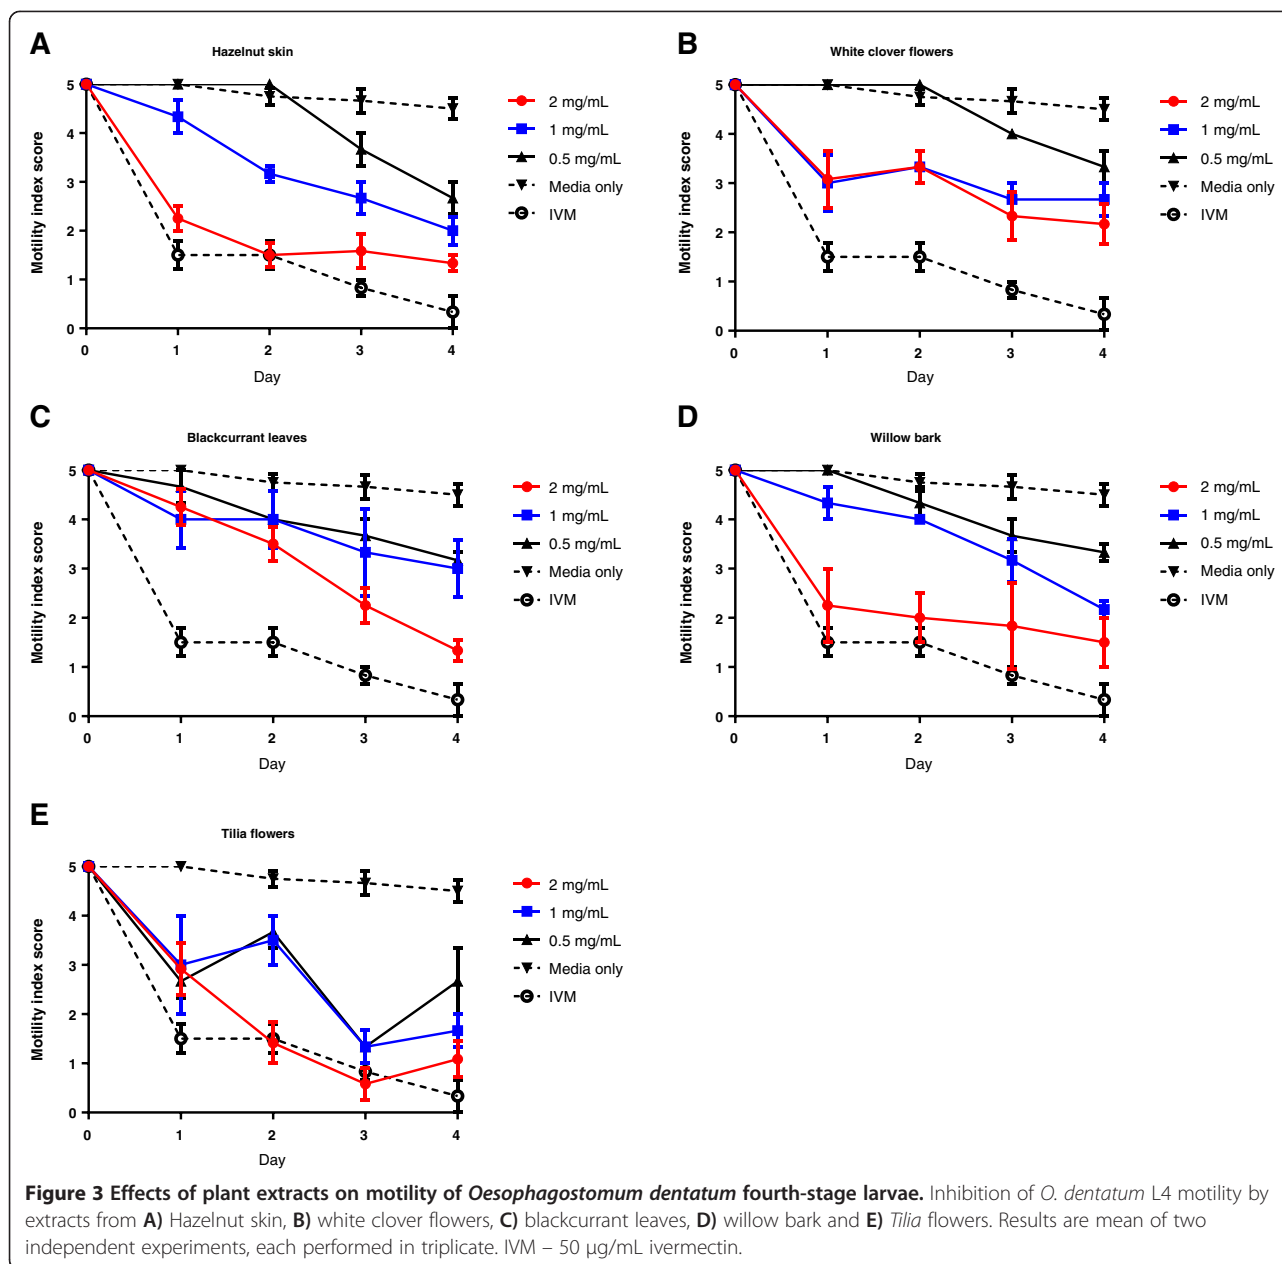 A
Hazelnut skin
Motility index score
5
4
3
2
1
0
0 1 2 3 4
Day
2 mg/mL
1 mg/mL
0.5 mg/mL
Media only
IVM
B
White clover flowers
Motility index score
5
4
3
2
1
0
0 1 2 3 4
Day
2 mg/mL
1 mg/mL
0.5 mg/mL
Media only
IVM
C
Blackcurrant leaves
Motility index score
5
4
3
2
1
0
0 1 2 3 4
Day
2 mg/mL
1 mg/mL
0.5 mg/mL
Media only
IVM
D
Willow bark
Motility index score
5
4
3
2
1
0
0 1 2 3 4
Day
2 mg/mL
1 mg/mL
0.5 mg/mL
Media only
IVM
E
Tilia flowers
Motility index score
5
4
3
2
1
0
0 1 2 3 4
Day
2 mg/mL
1 mg/mL
0.5 mg/mL
Media only
IVM
Figure 3 Effects of plant extracts on motility of Oesophagostomum dentatum fourth-stage larvae. Inhibition of O. dentatum L4 motility by
extracts from A) Hazelnut skin, B) white clover flowers, C) blackcurrant leaves, D) willow bark and E) Tilia flowers. Results are mean of two
independent experiments, each performed in triplicate. IVM – 50 μg/mL ivermectin.